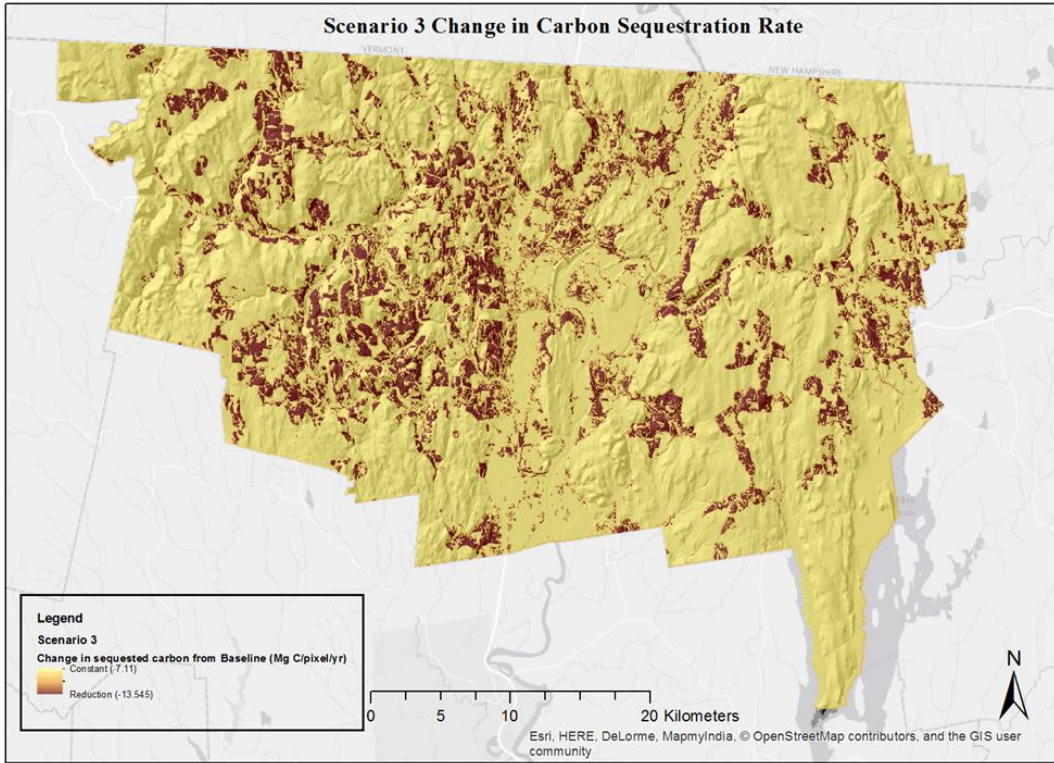 Scenario 3 Change in Carbon Sequestration Rate
VERMONT
NEW HAMPSHIRE
Legend
Scenario 3
Change in sequested carbon from Baseline (Mg C/pixel/yr)
Constant (-7.11)
Reduction (-13.545)
0 5 10 20 Kilometers
N
Esri, HERE, DeLorme, MapmyIndia, © OpenStreetMap contributors, and the GIS user
community